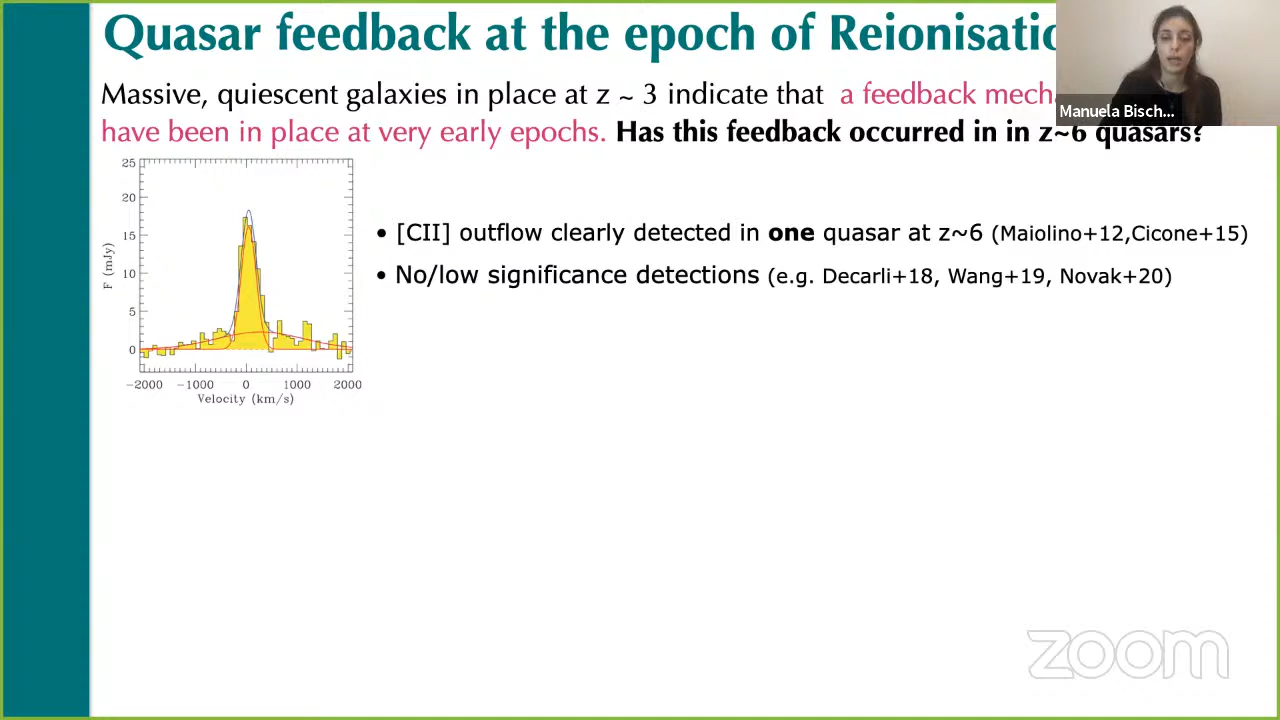 Quasar feedback at the epoch of Reionisatio
Massive, quiescent galaxies in place at z ~ 3 indicate that a feedback mech
Manuela Bisch...
have been in place at very early epochs. Has this feedback occurred in in z~6 quasars?
25
20
15
10
5
0
F (mJy)
−2000 −1000 0 1000 2000
Velocity (km/s)
• [CII] outflow clearly detected in one quasar at z~6 (Maiolino+12,Cicone+15)
• No/low significance detections (e.g. Decarli+18, Wang+19, Novak+20)
zoom